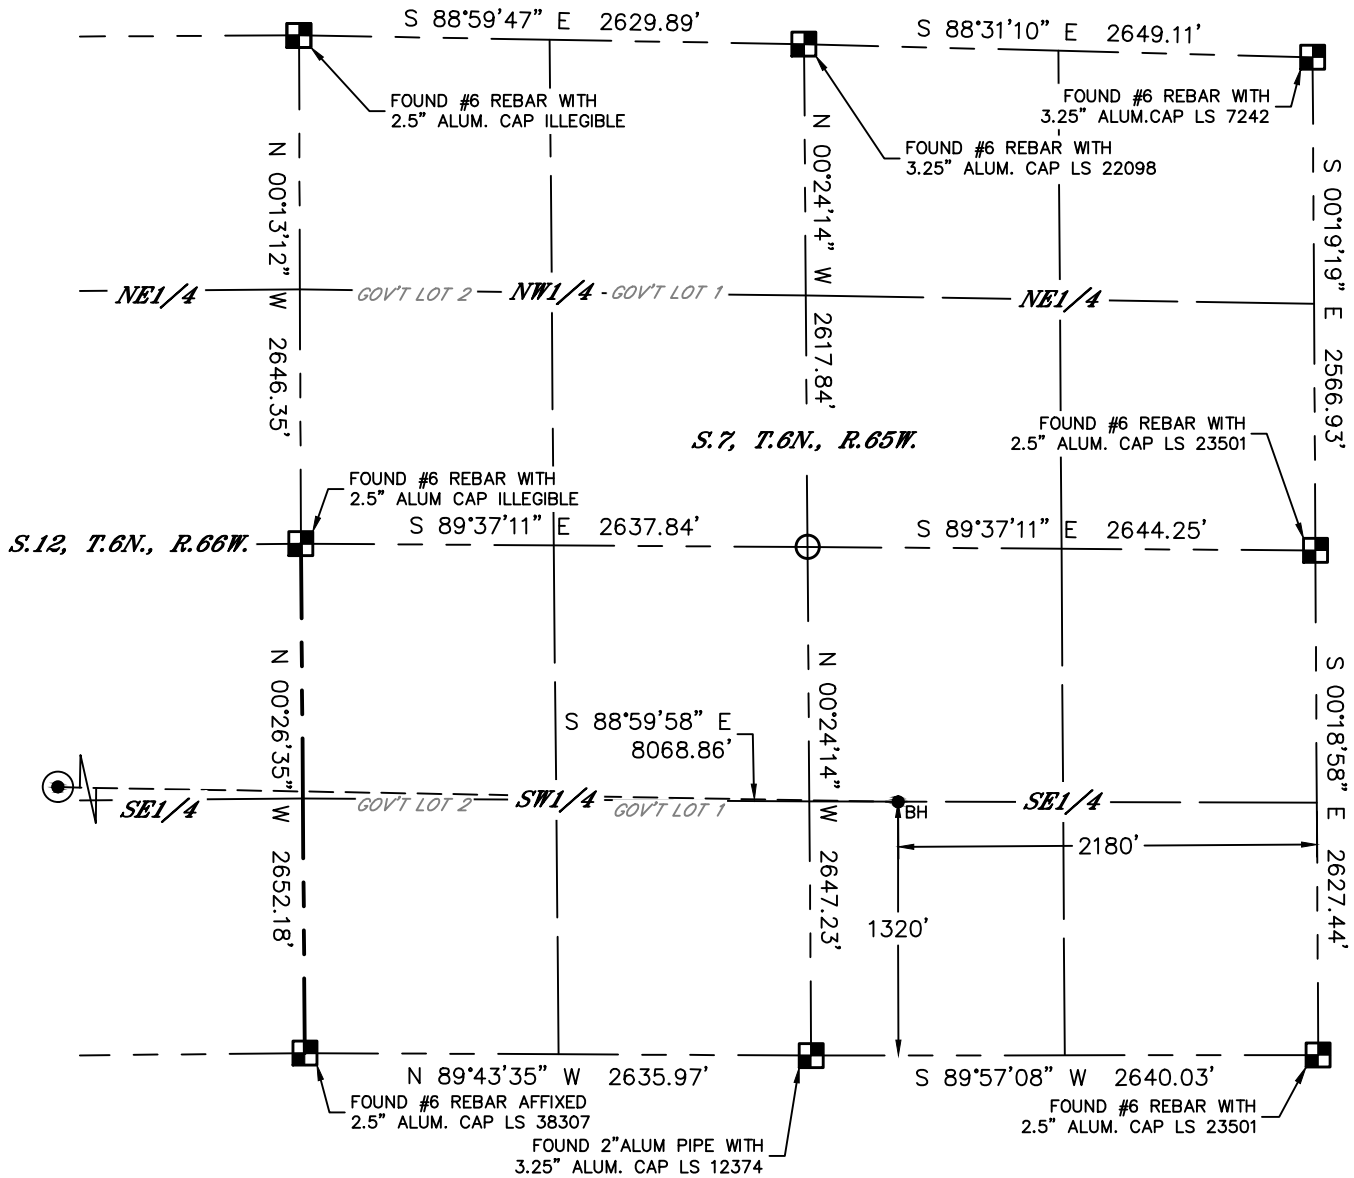 S 88°59'47" E 2629.89'
S 88°31'10" E 2649.11'
FOUND #6 REBAR WITH
2.5" ALUM. CAP ILLEGIBLE
FOUND #6 REBAR WITH
3.25" ALUM.CAP LS 7242
FOUND #6 REBAR WITH
3.25" ALUM. CAP LS 22098
N 00°13'12" W 2646.35'
N 00°24'14" W 2617.84'
S 00°19'19" E 2566.93'
NE1/4
GOV'T LOT 2
NW1/4
GOV'T LOT 1
NE1/4
S.7, T.6N., R.65W.
FOUND #6 REBAR WITH
2.5" ALUM. CAP LS 23501
FOUND #6 REBAR WITH
2.5" ALUM CAP ILLEGIBLE
S.12, T.6N., R.66W.
S 89°37'11" E 2637.84'
S 89°37'11" E 2644.25'
N 00°26'35" W 2652.18'
S 88°59'58" E
8068.86'
N 00°24'14" W 2647.23'
S 00°18'58" E 2627.44'
SE1/4
GOV'T LOT 2
SW1/4
GOV'T LOT 1
BH
SE1/4
2180'
1320'
N 89°43'35" W 2635.97'
S 89°57'08" W 2640.03'
FOUND #6 REBAR AFFIXED
2.5" ALUM. CAP LS 38307
FOUND #6 REBAR WITH
2.5" ALUM. CAP LS 23501
FOUND 2"ALUM PIPE WITH
3.25" ALUM. CAP LS 12374